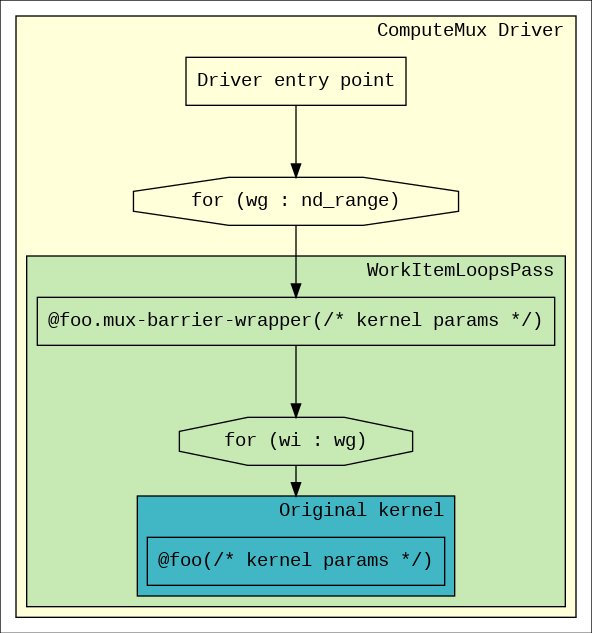 ComputeMux Driver
Driver entry point
for (wg : nd_range)
WorkItemLoopsPass
@foo.mux-barrier-wrapper(/* kernel params */)
for (wi : wg)
Original kernel
@foo(/* kernel params */)